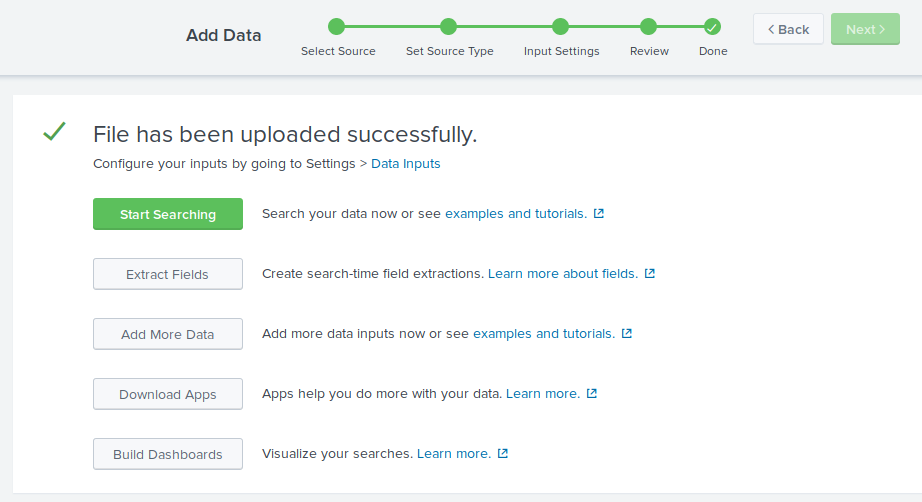 Add Data
Select Source
Set Source Type
Input Settings
Review
Done
< Back
Next >
File has been uploaded successfully.
Configure your inputs by going to Settings > Data Inputs
Start Searching
Search your data now or see examples and tutorials.
Extract Fields
Create search-time field extractions. Learn more about fields.
Add More Data
Add more data inputs now or see examples and tutorials.
Download Apps
Apps help you do more with your data. Learn more.
Build Dashboards
Visualize your searches. Learn more.